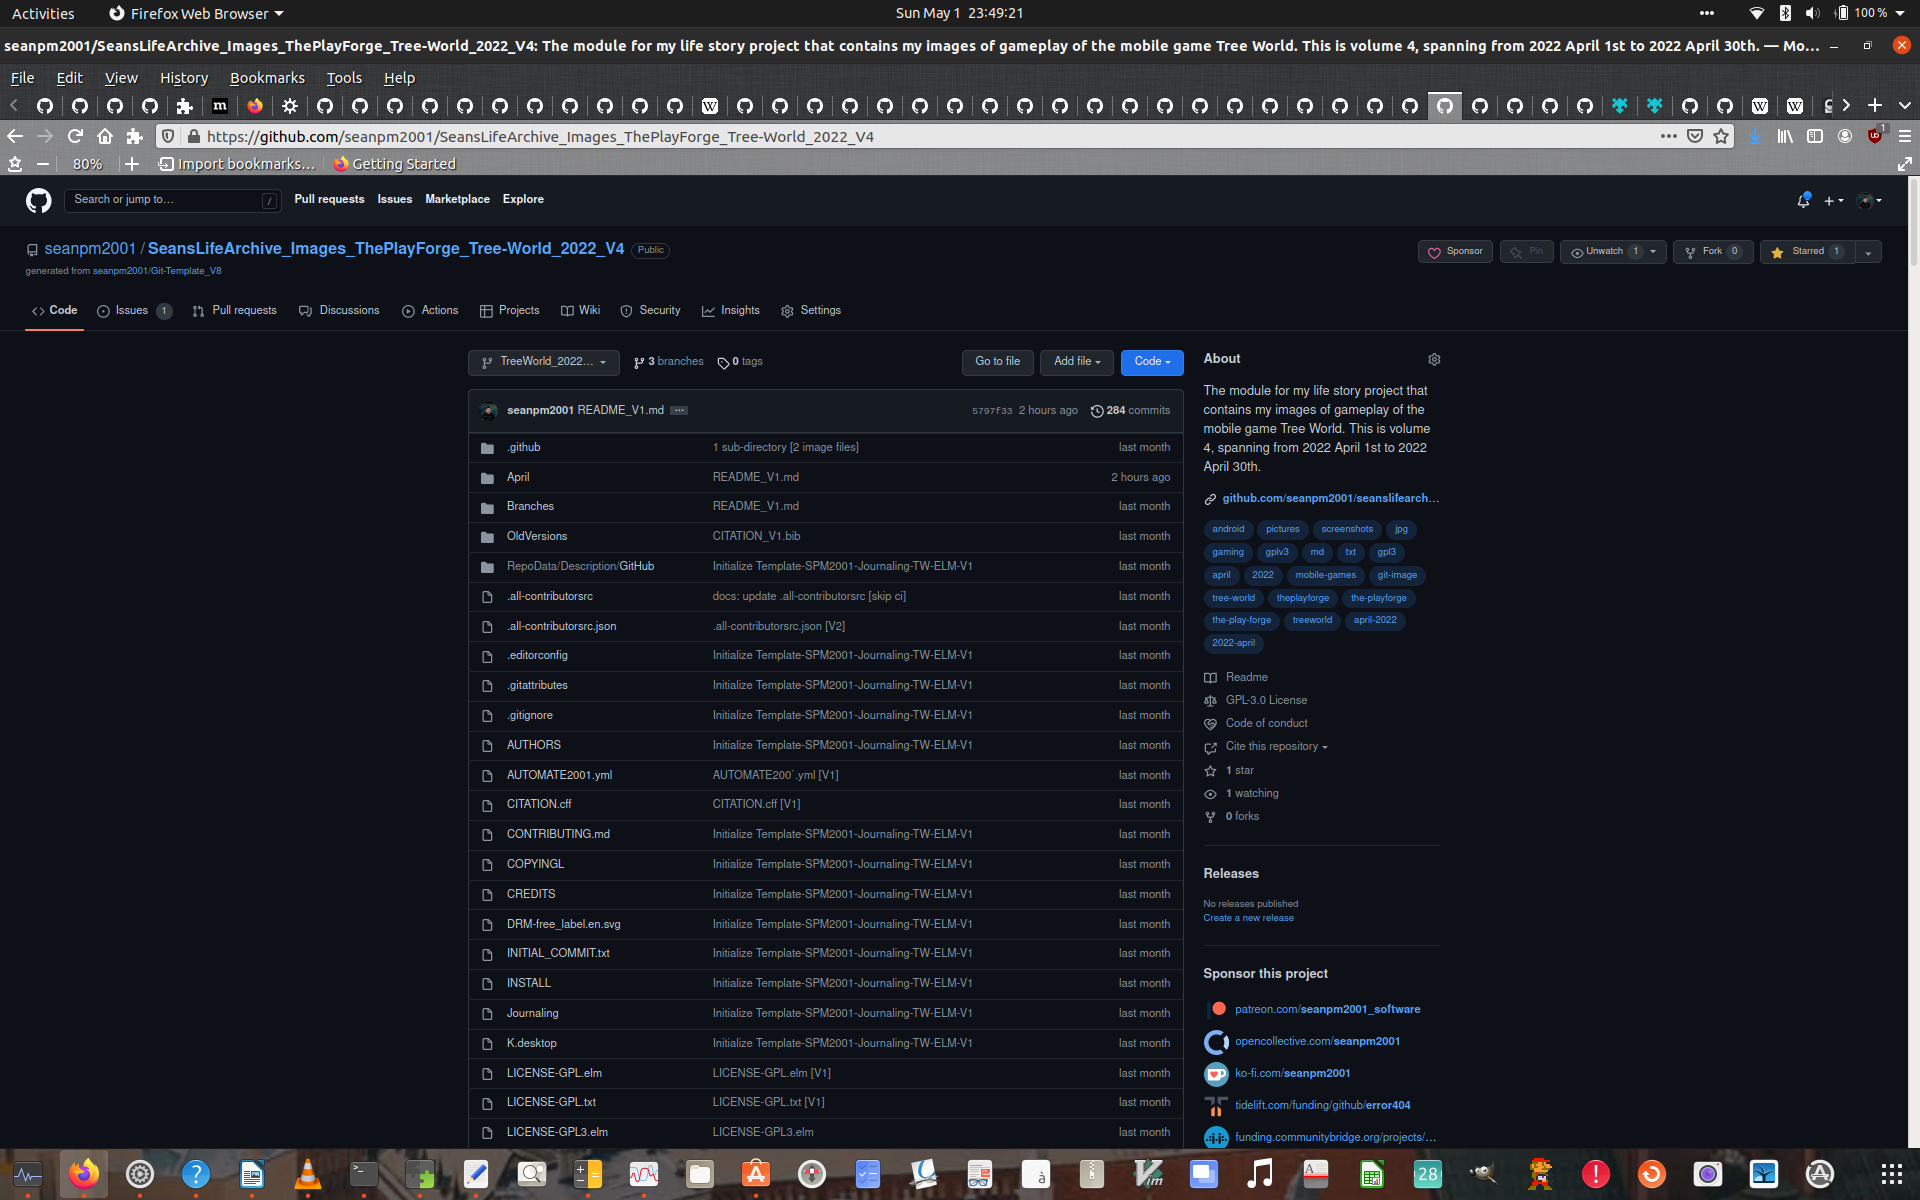 Activities
Firefox Web Browser
Sun May 1 23:49:21
100 %
seanpm2001/SeansLifeArchive_Images_ThePlayForge_Tree-World_2022_V4: The module for my life story project that contains my images of gameplay of the mobile game Tree World. This is volume 4, spanning from 2022 April 1st to 2022 April 30th. — Mo...
File Edit View History Bookmarks Tools Help
https://github.com/seanpm2001/SeansLifeArchive_Images_ThePlayForge_Tree-World_2022_V4
80%
Import bookmarks...
Getting Started
Search or jump to...
/
Pull requests
Issues
Marketplace
Explore
seanpm2001 / SeansLifeArchive_Images_ThePlayForge_Tree-World_2022_V4
Public
Sponsor
Pin
Unwatch 1
Fork 0
Starred 1
generated from seanpm2001/Git-Template_V8
Code
Issues 1
Pull requests
Discussions
Actions
Projects
Wiki
Security
Insights
Settings
TreeWorld_2022...
3 branches
0 tags
Go to file
Add file
Code
seanpm2001 README_V1.md
5797f33 2 hours ago
284 commits
.github 1 sub-directory [2 image files] last month
April README_V1.md 2 hours ago
Branches README_V1.md last month
OldVersions CITATION_V1.bib last month
RepoData/Description/GitHub Initialize Template-SPM2001-Journaling-TW-ELM-V1 last month
.all-contributorsrc docs: update .all-contributorsrc [skip ci] last month
.all-contributorsrc.json .all-contributorsrc.json [V2] last month
.editorconfig Initialize Template-SPM2001-Journaling-TW-ELM-V1 last month
.gitattributes Initialize Template-SPM2001-Journaling-TW-ELM-V1 last month
.gitignore Initialize Template-SPM2001-Journaling-TW-ELM-V1 last month
AUTHORS Initialize Template-SPM2001-Journaling-TW-ELM-V1 last month
AUTOMATE2001.yml AUTOMATE200`.yml [V1] last month
CITATION.cff CITATION.cff [V1] last month
CONTRIBUTING.md Initialize Template-SPM2001-Journaling-TW-ELM-V1 last month
COPYINGL Initialize Template-SPM2001-Journaling-TW-ELM-V1 last month
CREDITS Initialize Template-SPM2001-Journaling-TW-ELM-V1 last month
DRM-free_label.en.svg Initialize Template-SPM2001-Journaling-TW-ELM-V1 last month
INITIAL_COMMIT.txt Initialize Template-SPM2001-Journaling-TW-ELM-V1 last month
INSTALL Initialize Template-SPM2001-Journaling-TW-ELM-V1 last month
Journaling Initialize Template-SPM2001-Journaling-TW-ELM-V1 last month
K.desktop Initialize Template-SPM2001-Journaling-TW-ELM-V1 last month
LICENSE-GPL.elm LICENSE-GPL.elm [V1] last month
LICENSE-GPL.txt LICENSE-GPL.txt [V1] last month
LICENSE-GPL3.elm LICENSE-GPL3.elm last month
About
The module for my life story project that
contains my images of gameplay of the
mobile game Tree World. This is volume
4, spanning from 2022 April 1st to 2022
April 30th.
github.com/seanpm2001/seanslifearch...
android pictures screenshots jpg
gaming gplv3 md txt gpl3
april 2022 mobile-games git-image
tree-world theplayforge the-playforge
the-play-forge treeworld april-2022
2022-april
Readme
GPL-3.0 License
Code of conduct
Cite this repository
1 star
1 watching
0 forks
Releases
No releases published
Create a new release
Sponsor this project
patreon.com/seanpm2001_software
opencollective.com/seanpm2001
ko-fi.com/seanpm2001
tidelift.com/funding/github/error404
funding.communitybridge.org/projects/...
28